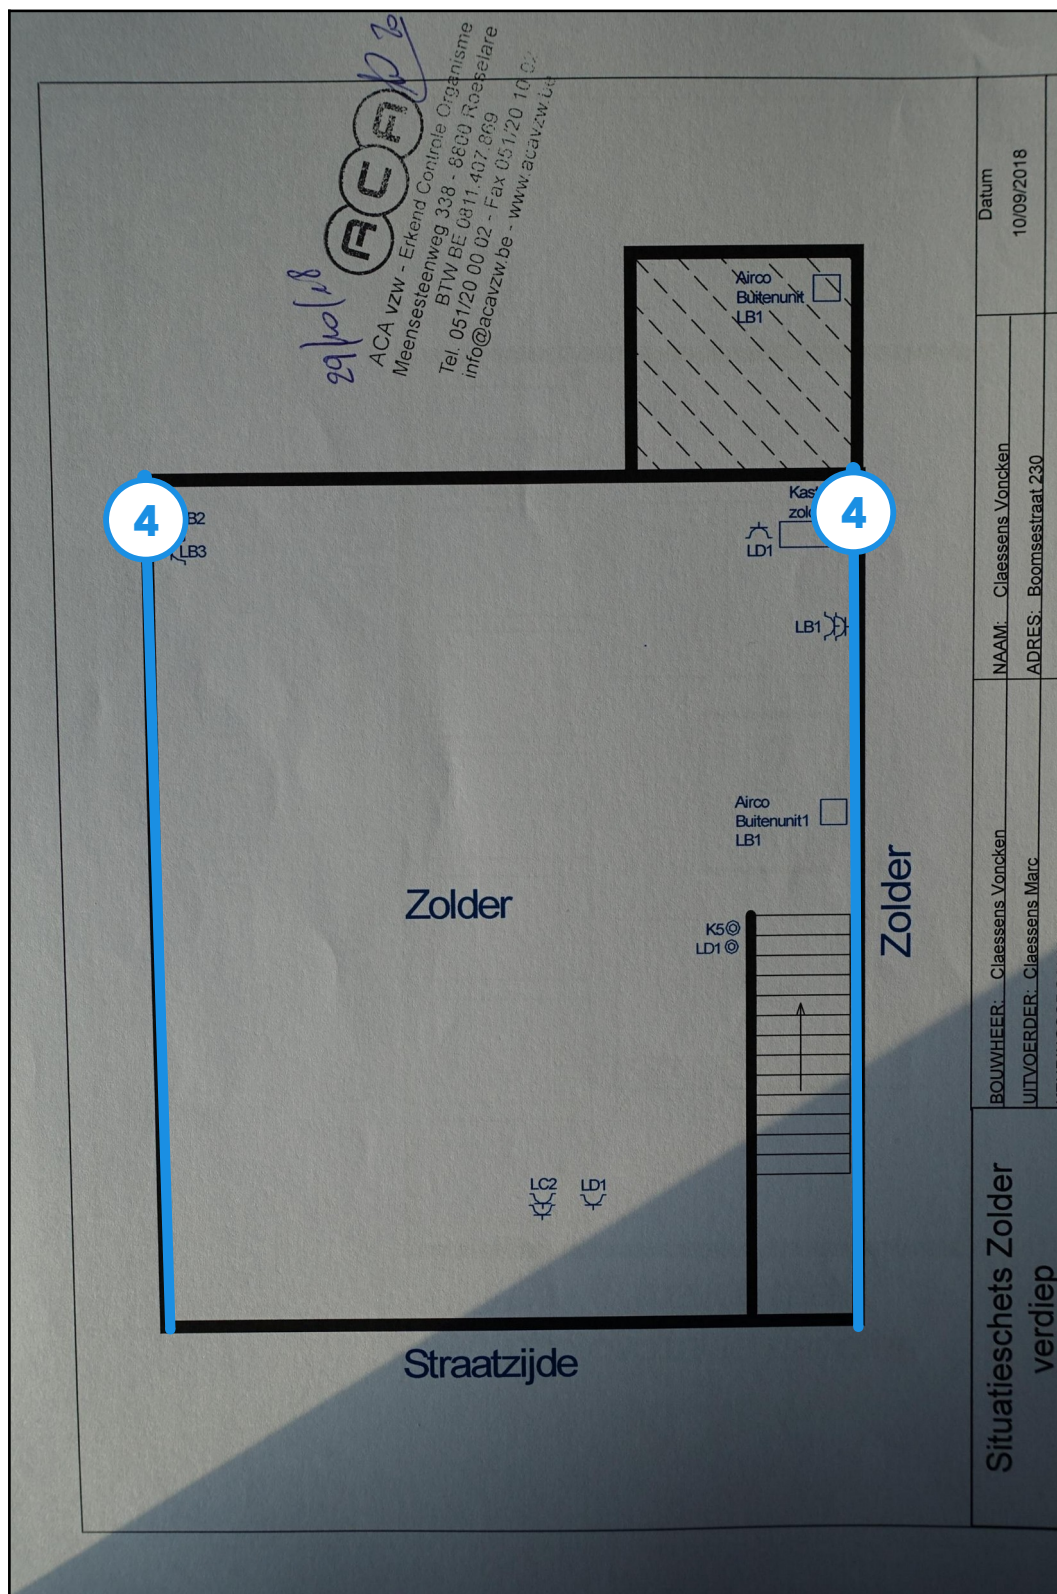 ACA
29/10/18
ACA vzw - Erkend Controle Organisme
Meensesteenweg 338 - 8800 Roeselare
BTW BE 0811.407.869
Tel. 051/20 00 02 - Fax 051/20 10 02
info@acavzw.be - www.acavzw.be
Airco
Buitenunit
LB1
4
4
B2
LB3
LD1
LB1
Airco
Buitenunit1
LB1
Zolder
K5
LD1
LC2
LD1
Straatzijde
Zolder
Datum
10/09/2018
NAAM: Claessens Voncken
ADRES: Boomsestraat 230
BOUWHEER: Claessens Voncken
UITVOERDER: Claessens Marc
Situatieschets Zolder
verdiep